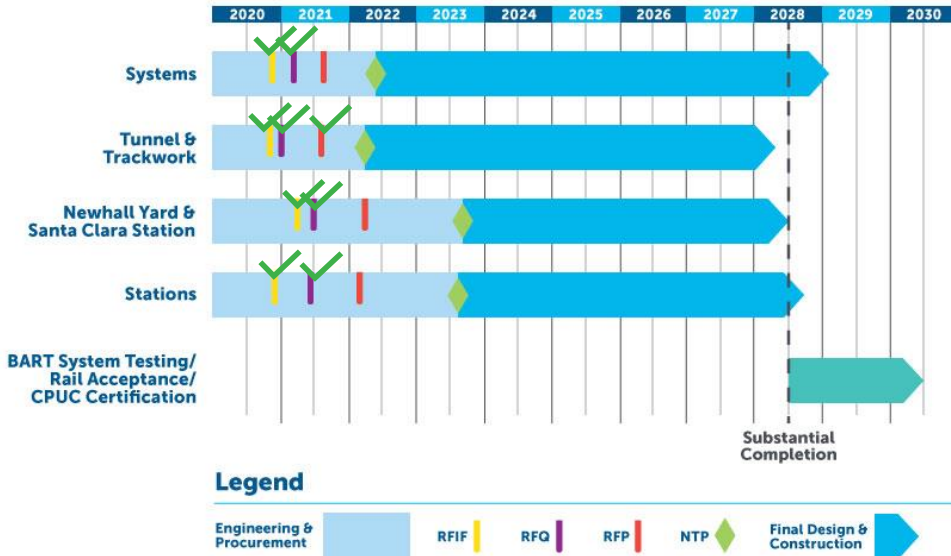 2020 2021 2022 2023 2024 2025 2026 2027 2028 2029 2030
Systems
Tunnel &
Trackwork
Newhall Yard &
Santa Clara Station
Stations
BART System Testing/
Rail Acceptance/
CPUC Certification
Substantial
Completion
Legend
Engineering &
Procurement
RFIF
RFQ
RFP
NTP
Final Design &
Construction